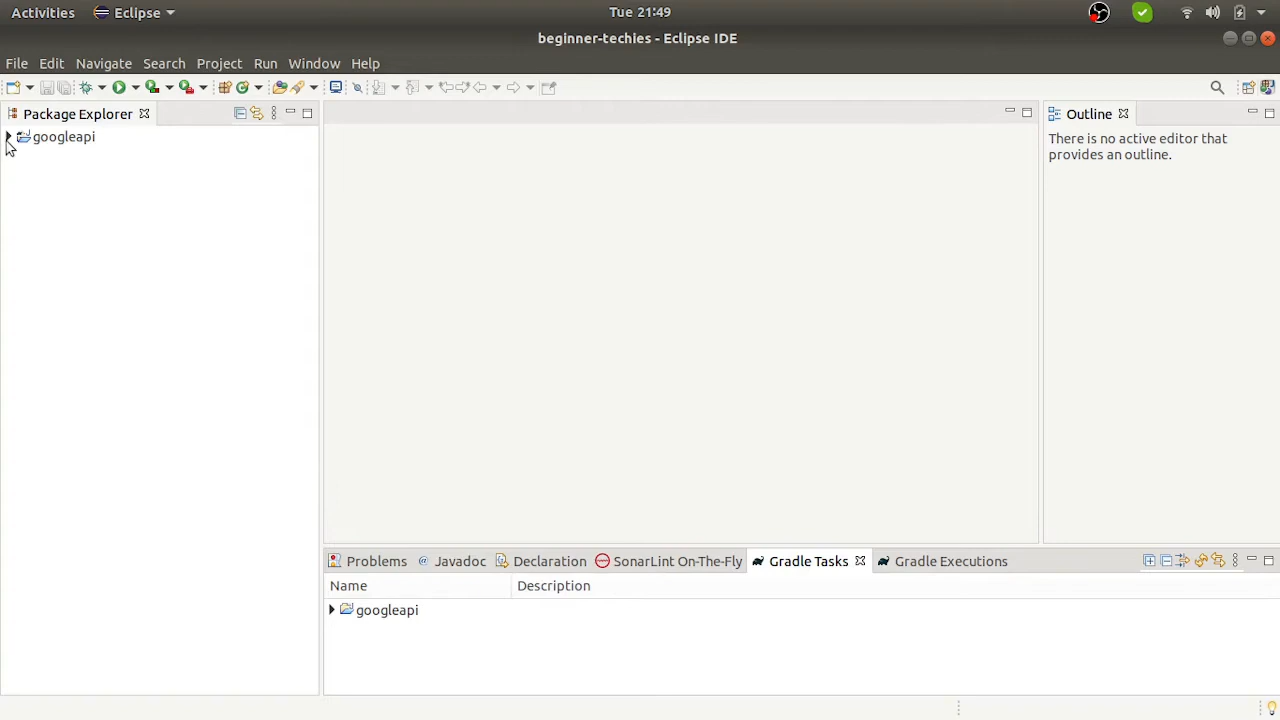 Activities Eclipse Tue 21:49
beginner-techies - Eclipse IDE
File Edit Navigate Search Project Run Window Help
Package Explorer
Outline
googleapi
There is no active editor that
provides an outline.
Problems Javadoc Declaration SonarLint On-The-Fly Gradle Tasks Gradle Executions
Name Description
googleapi